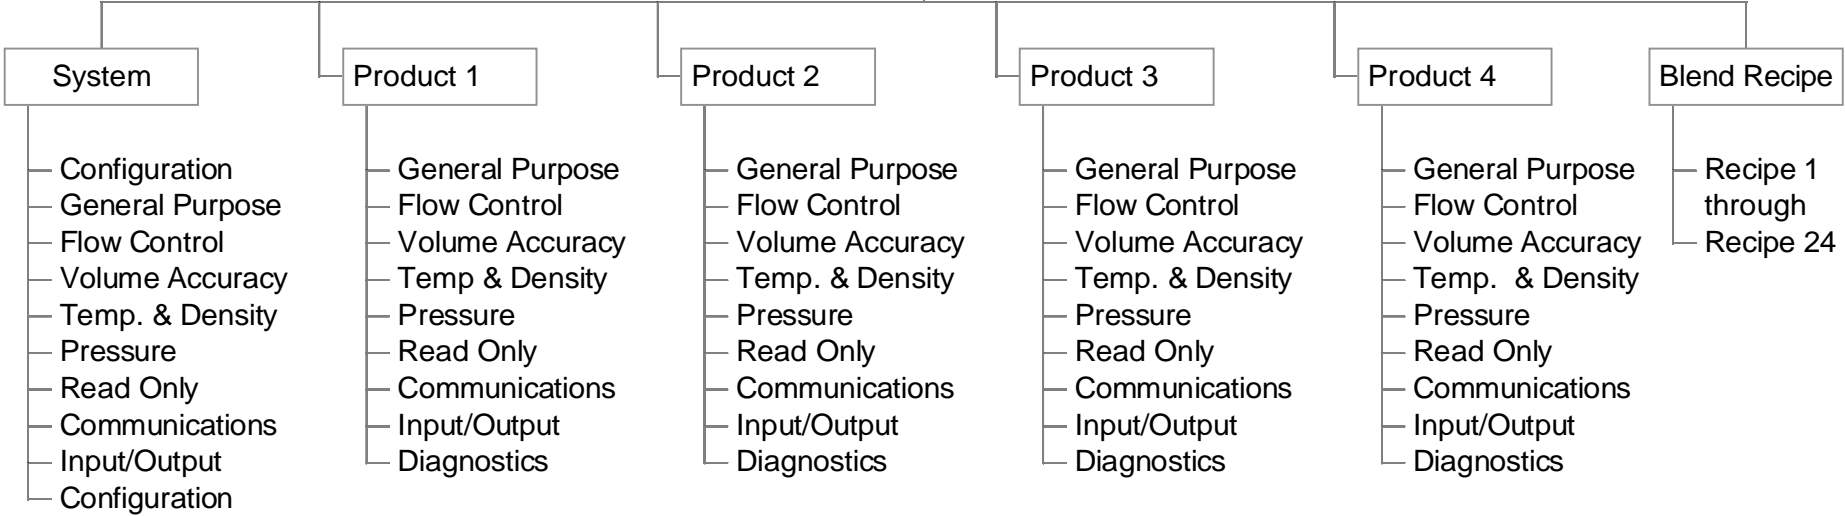 System
Configuration
General Purpose
Flow Control
Volume Accuracy
Temp. & Density
Pressure
Read Only
Communications
Input/Output
Configuration
Product 1
General Purpose
Flow Control
Volume Accuracy
Temp & Density
Pressure
Read Only
Communications
Input/Output
Diagnostics
Product 2
General Purpose
Flow Control
Volume Accuracy
Temp. & Density
Pressure
Read Only
Communications
Input/Output
Diagnostics
Product 3
General Purpose
Flow Control
Volume Accuracy
Temp. & Density
Pressure
Read Only
Communications
Input/Output
Diagnostics
Product 4
General Purpose
Flow Control
Volume Accuracy
Temp.  & Density
Pressure
Read Only
Communications
Input/Output
Diagnostics
Blend Recipe
Recipe 1
through
Recipe 24